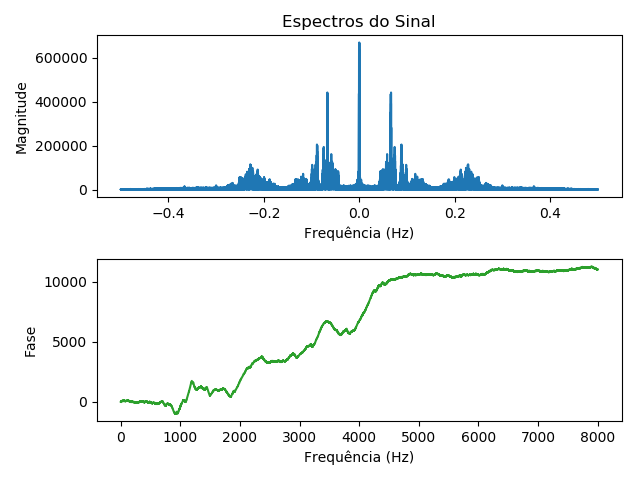 Espectros do Sinal
600000
400000
200000
0
Magnitude
−0.4 −0.2 0.0 0.2 0.4
Frequência (Hz)
10000
5000
0
Fase
0 1000 2000 3000 4000 5000 6000 7000 8000
Frequência (Hz)